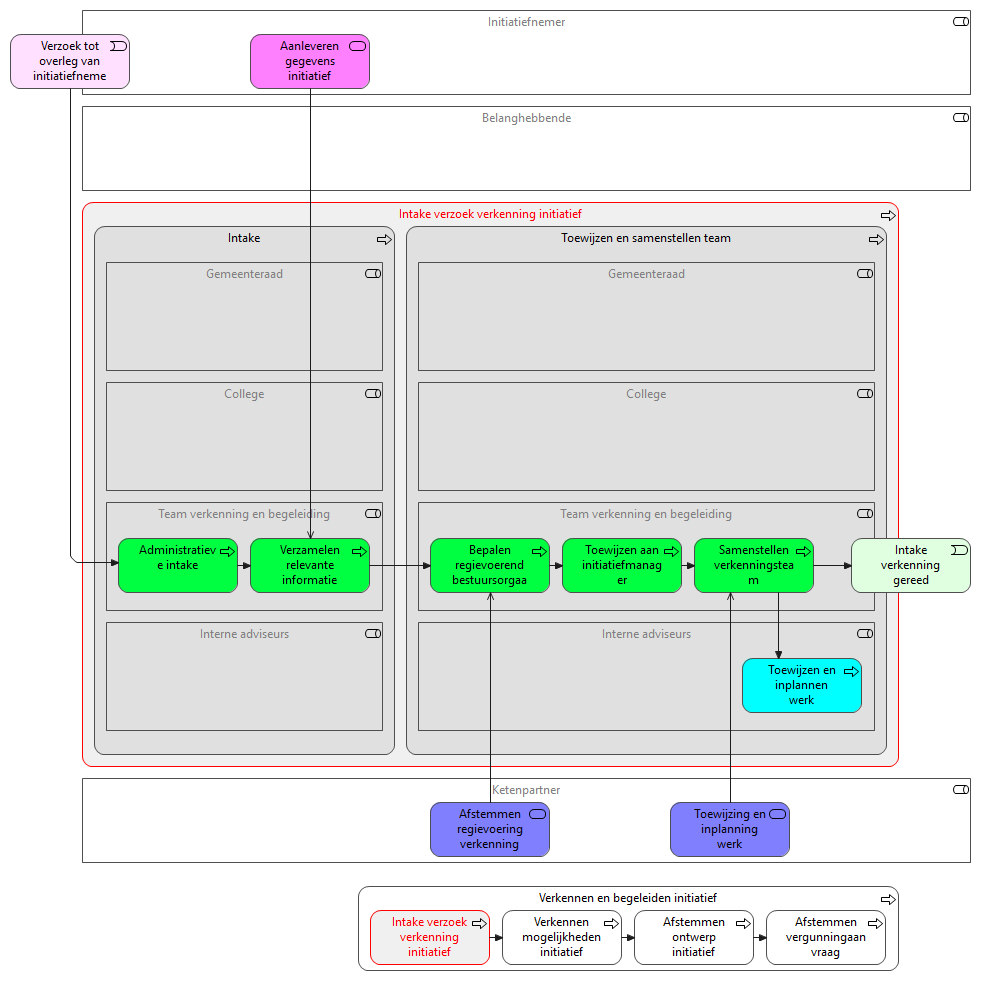 Initiatiefnemer
Verzoek tot
overleg van
initiatiefneme
Aanleveren
gegevens
initiatief
Belanghebbende
Intake verzoek verkenning initiatief
Intake
Toewijzen en samenstellen team
Gemeenteraad
Gemeenteraad
College
College
Team verkenning en begeleiding
Team verkenning en begeleiding
Administratiev
e intake
Verzamelen
relevante
informatie
Bepalen
regievoerend
bestuursorgaa
Toewijzen aan
initiatiefmanag
er
Samenstellen
verkenningstea
m
Intake
verkenning
gereed
Interne adviseurs
Interne adviseurs
Toewijzen en
inplannen
werk
Ketenpartner
Afstemmen
regievoering
verkenning
Toewijzing en
inplanning
werk
Verkennen en begeleiden initiatief
Intake verzoek
verkenning
initiatief
Verkennen
mogelijkheden
initiatief
Afstemmen
ontwerp
initiatief
Afstemmen
vergunningaan
vraag